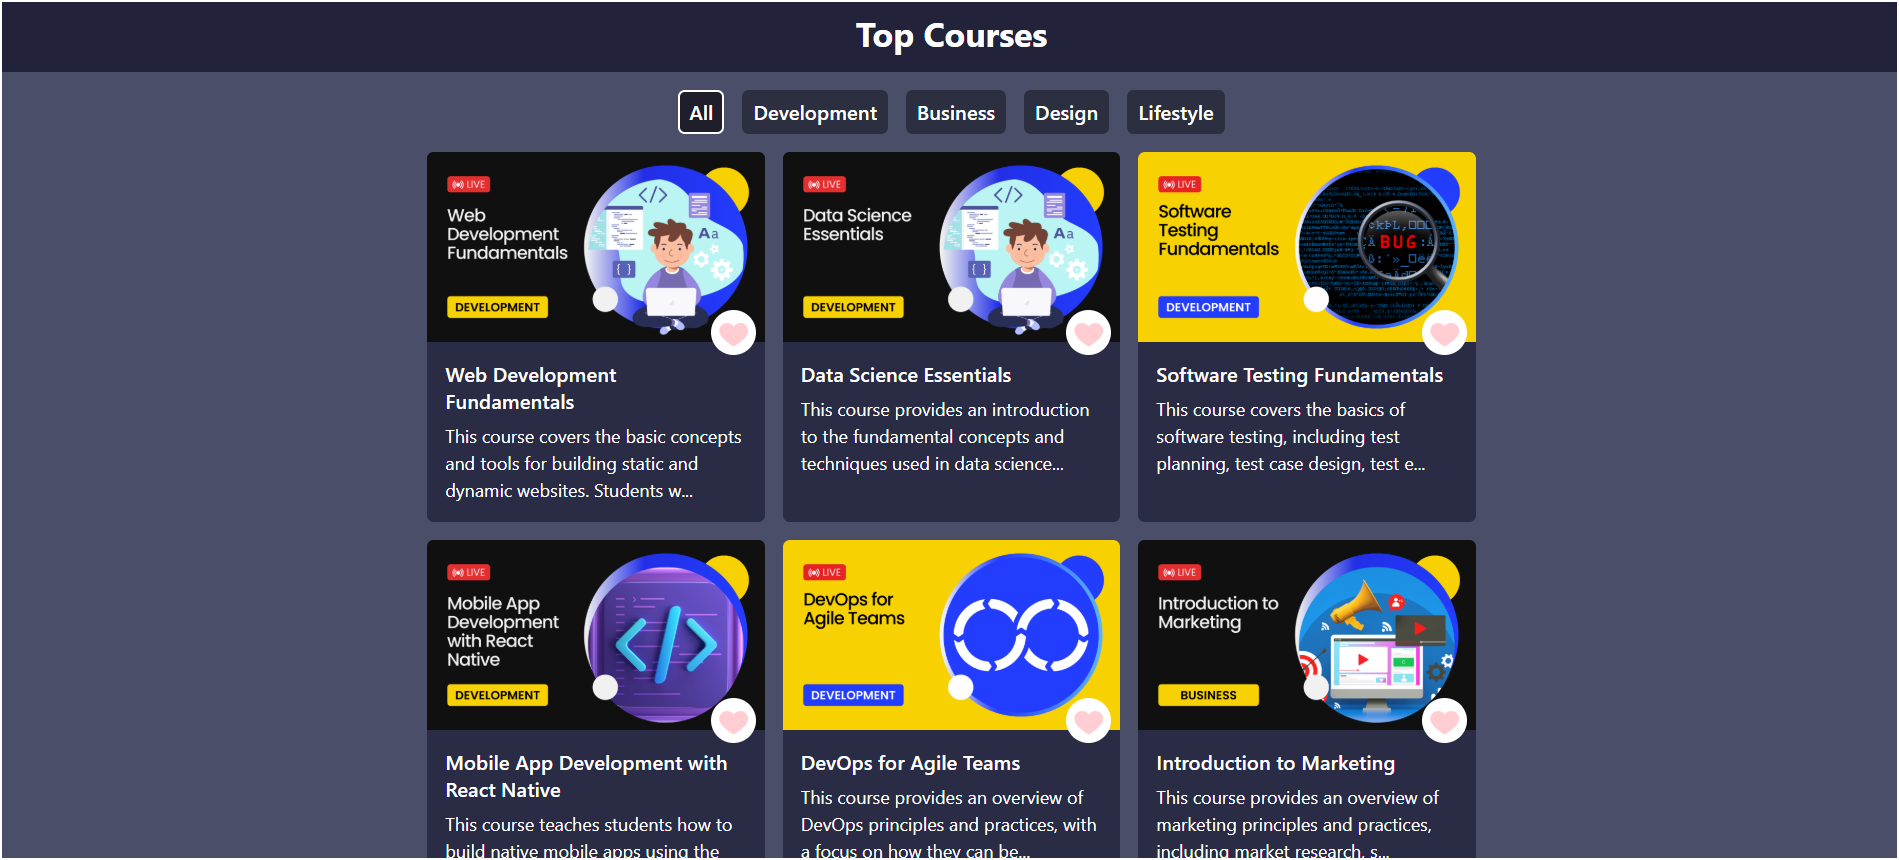 Top Courses
All
Development
Business
Design
Lifestyle
LIVE
Web
Development
Fundamentals
DEVELOPMENT
</>
{ }
Aa
LIVE
Data Science
Essentials
DEVELOPMENT
</>
{ }
Aa
LIVE
Software
Testing
Fundamentals
DEVELOPMENT
BUG
Web Development
Fundamentals
This course covers the basic concepts
and tools for building static and
dynamic websites. Students w...
Data Science Essentials
This course provides an introduction
to the fundamental concepts and
techniques used in data science...
Software Testing Fundamentals
This course covers the basics of
software testing, including test
planning, test case design, test e...
LIVE
Mobile App
Development
with React
Native
DEVELOPMENT
</>
LIVE
DevOps for
Agile Teams
DEVELOPMENT
LIVE
Introduction to
Marketing
BUSINESS
Mobile App Development with
React Native
This course teaches students how to
build native mobile apps using the
DevOps for Agile Teams
This course provides an overview of
DevOps principles and practices, with
a focus on how they can be...
Introduction to Marketing
This course provides an overview of
marketing principles and practices,
including market research, s...